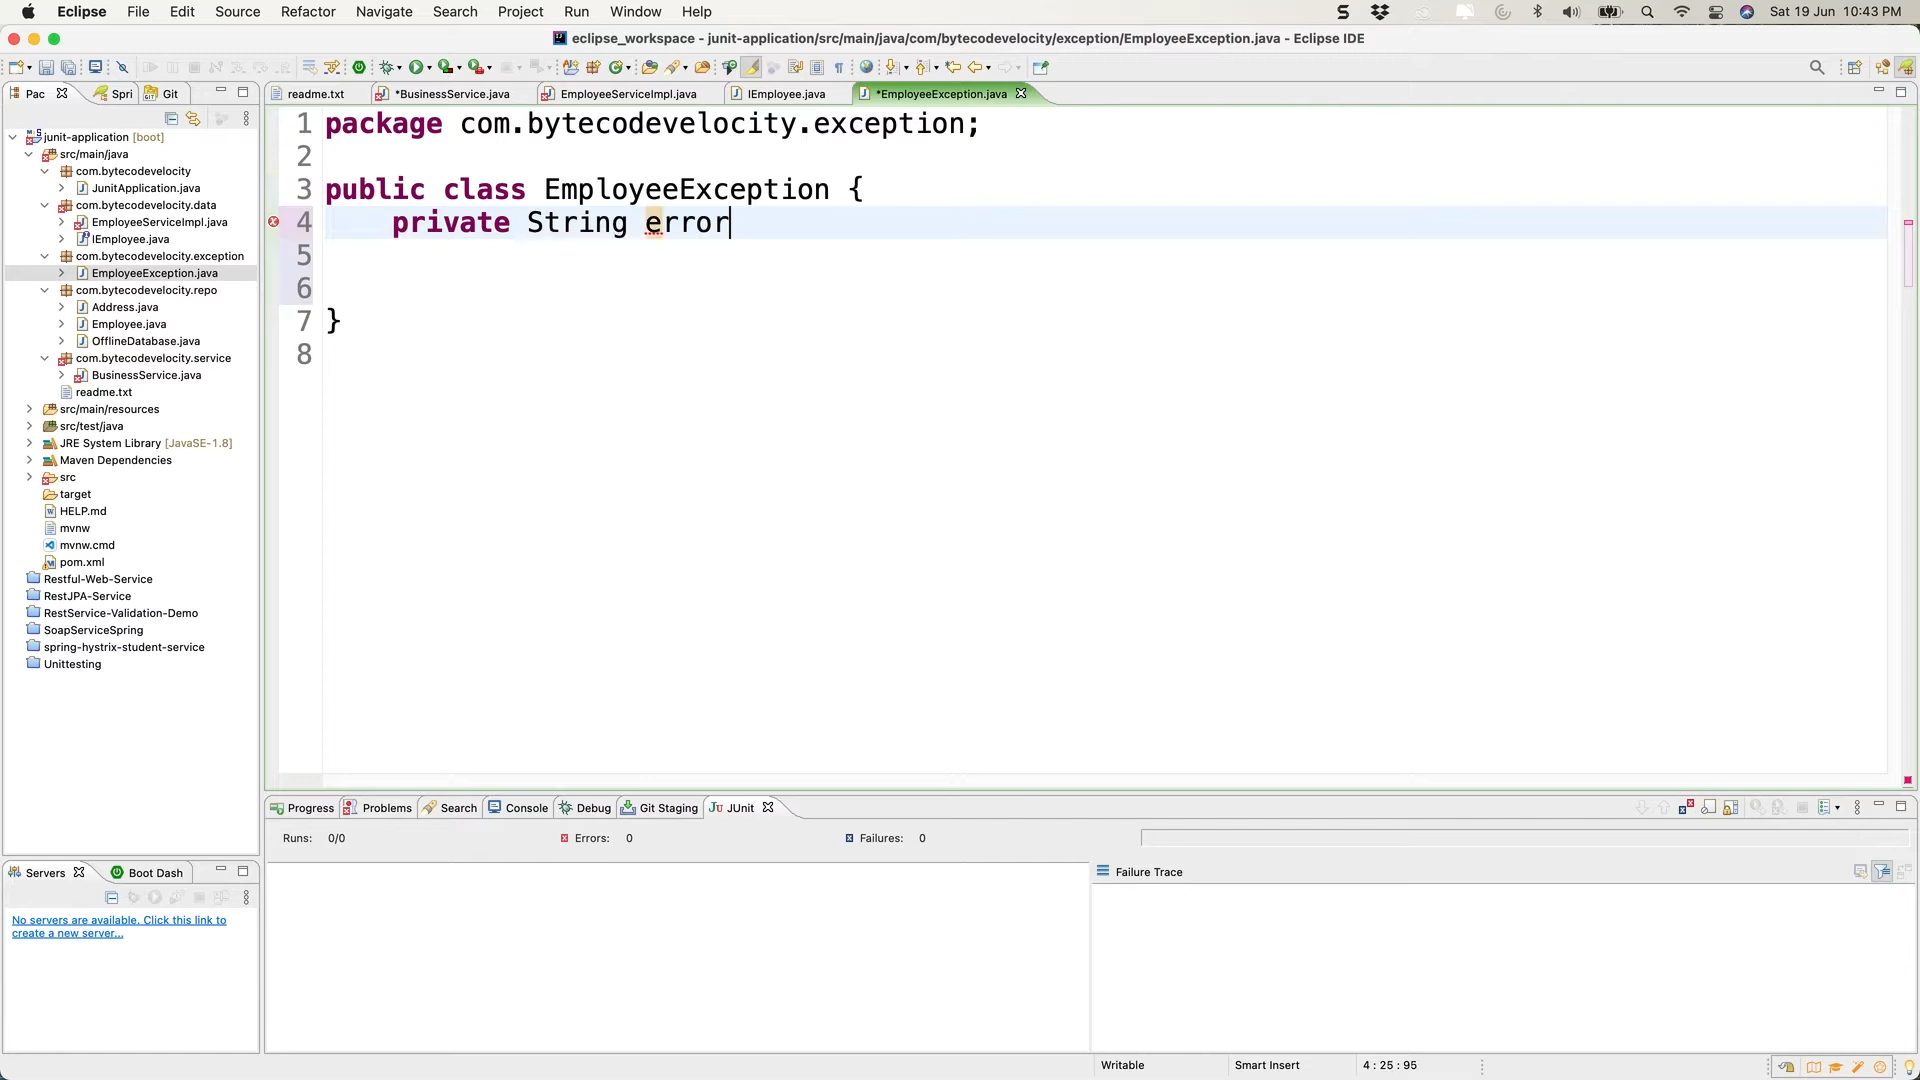 Eclipse File Edit Source Refactor Navigate Search Project Run Window Help
Sat 19 Jun 10:43 PM
eclipse_workspace - junit-application/src/main/java/com/bytecodevelocity/exception/EmployeeException.java - Eclipse IDE
Pac Spri Git
readme.txt *BusinessService.java EmployeeServiceImpl.java IEmployee.java *EmployeeException.java
junit-application [boot]
src/main/java
com.bytecodevelocity
JunitApplication.java
com.bytecodevelocity.data
EmployeeServiceImpl.java
IEmployee.java
com.bytecodevelocity.exception
EmployeeException.java
com.bytecodevelocity.repo
Address.java
Employee.java
OfflineDatabase.java
com.bytecodevelocity.service
BusinessService.java
readme.txt
src/main/resources
src/test/java
JRE System Library [JavaSE-1.8]
Maven Dependencies
src
target
HELP.md
mvnw
mvnw.cmd
pom.xml
Restful-Web-Service
RestJPA-Service
RestService-Validation-Demo
SoapServiceSpring
spring-hystrix-student-service
Unittesting
1 package com.bytecodevelocity.exception;
2
3 public class EmployeeException {
4 private String error
5
6
7 }
8
Progress Problems Search Console Debug Git Staging JUnit
Runs: 0/0 Errors: 0 Failures: 0
Failure Trace
Servers Boot Dash
No servers are available. Click this link to
create a new server...
Writable Smart Insert 4 : 25 : 95